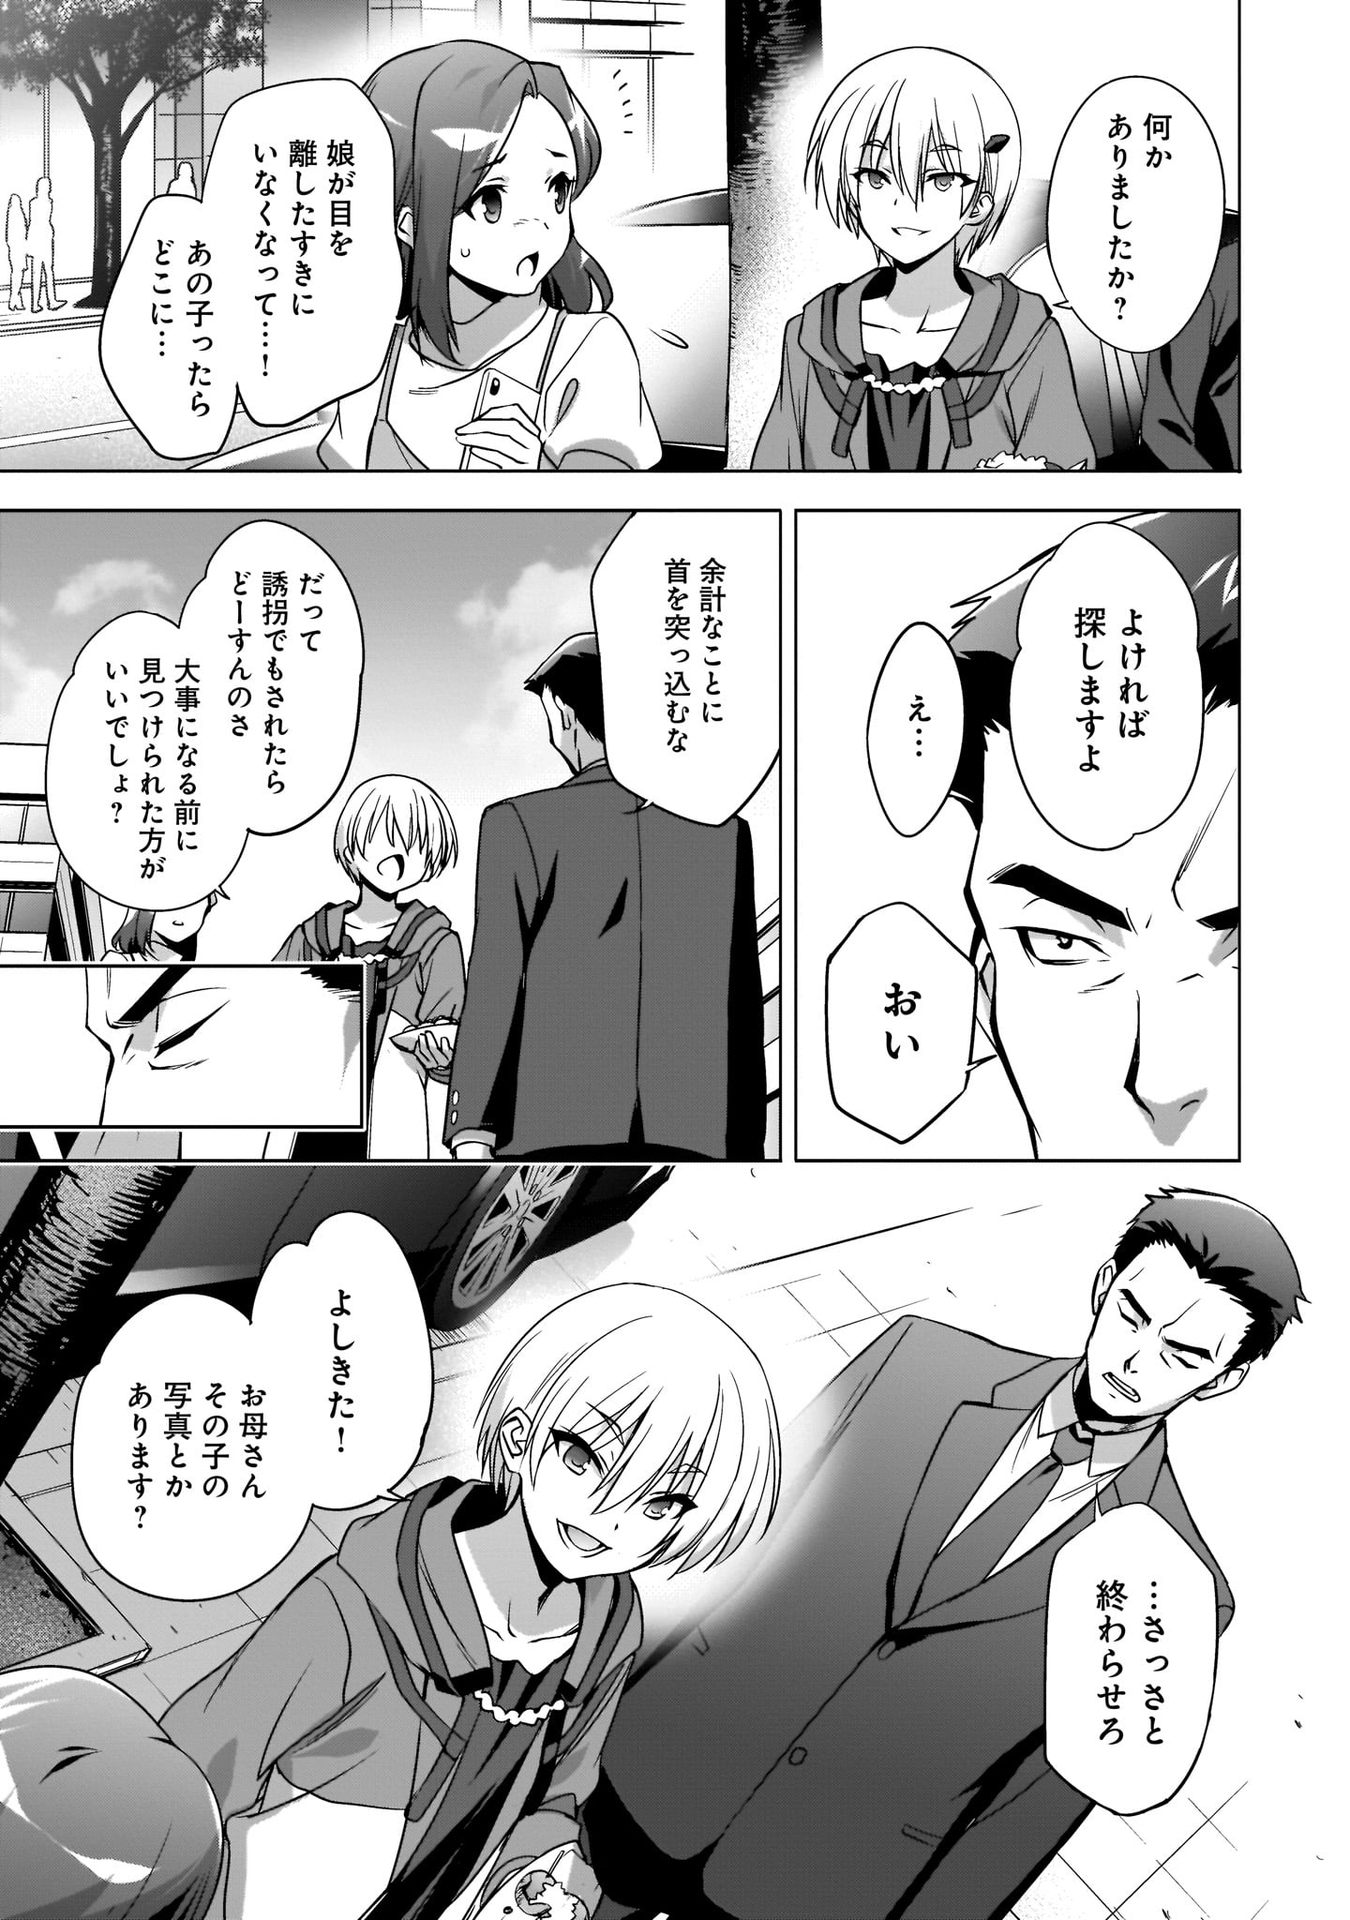 何か
ありましたか？
娘が目を
離したすきに
いなくなって…！
あの子ったら
どこに…
よければ
探しますよ
え…
おい
余計なことに
首を突っ込むな
だって
誘拐でもされたら
どーすんのさ
大事になる前に
見つけられた方が
いいでしょ？
…さっさと
終わらせろ
よしきた！
お母さん
その子の
写真とか
あります？